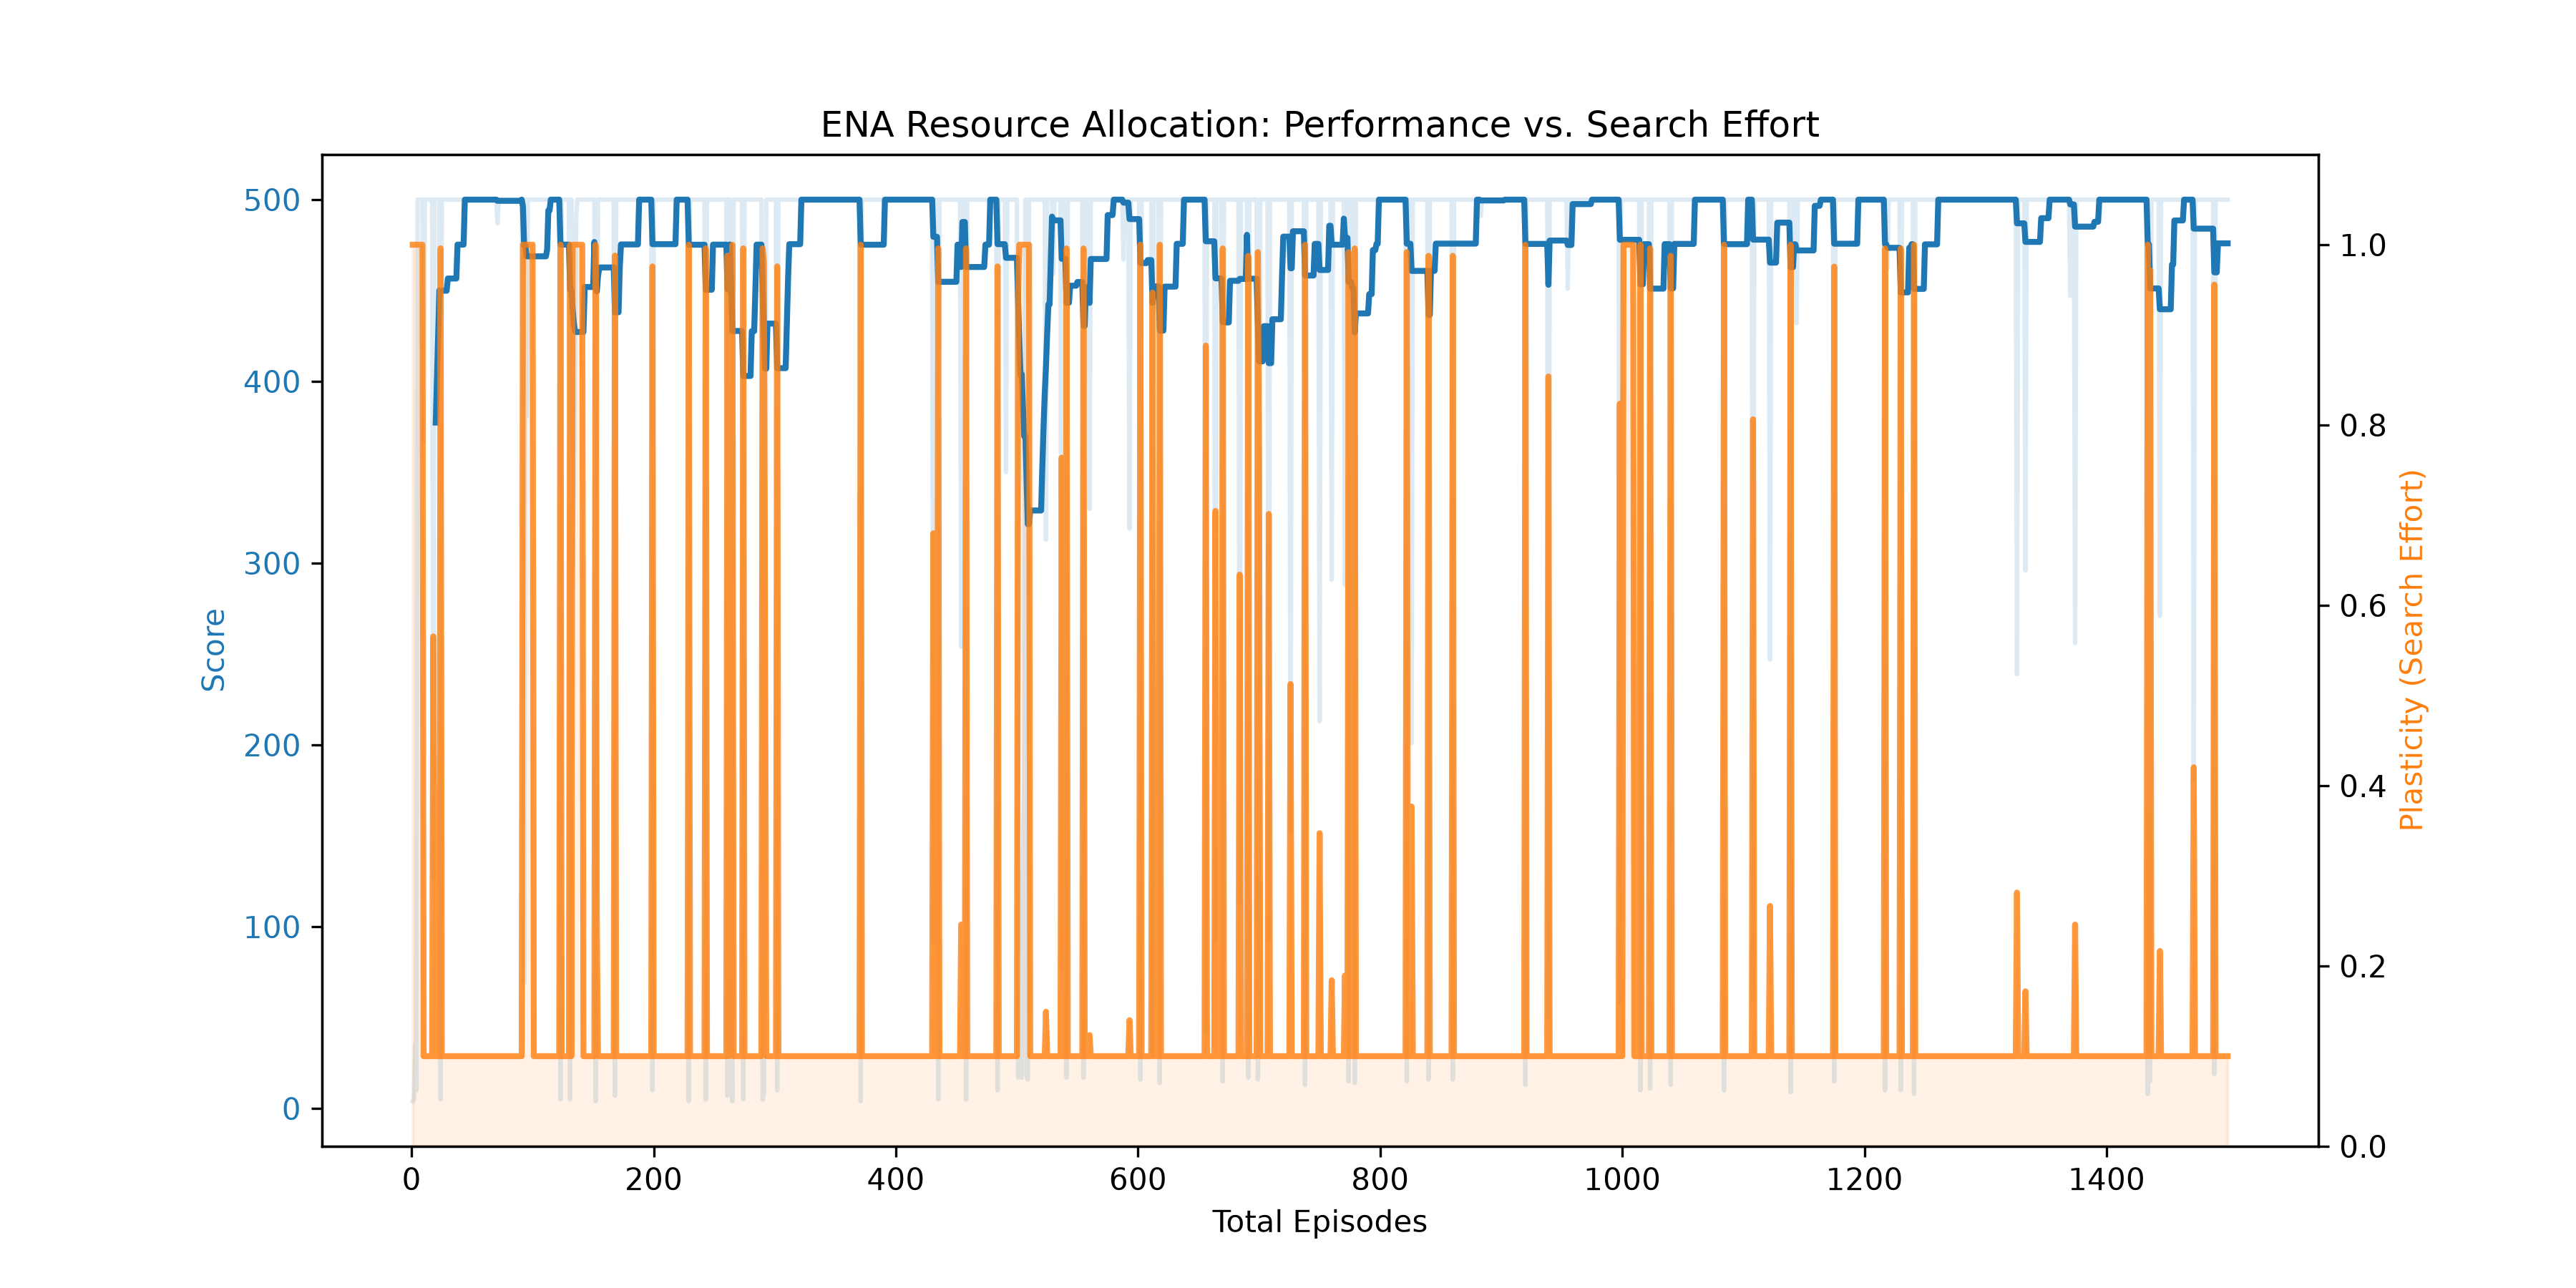 ENA Resource Allocation: Performance vs. Search Effort
500
400
300
200
100
0
Score
1.0
0.8
0.6
0.4
0.2
0.0
Plasticity (Search Effort)
0 200 400 600 800 1000 1200 1400
Total Episodes